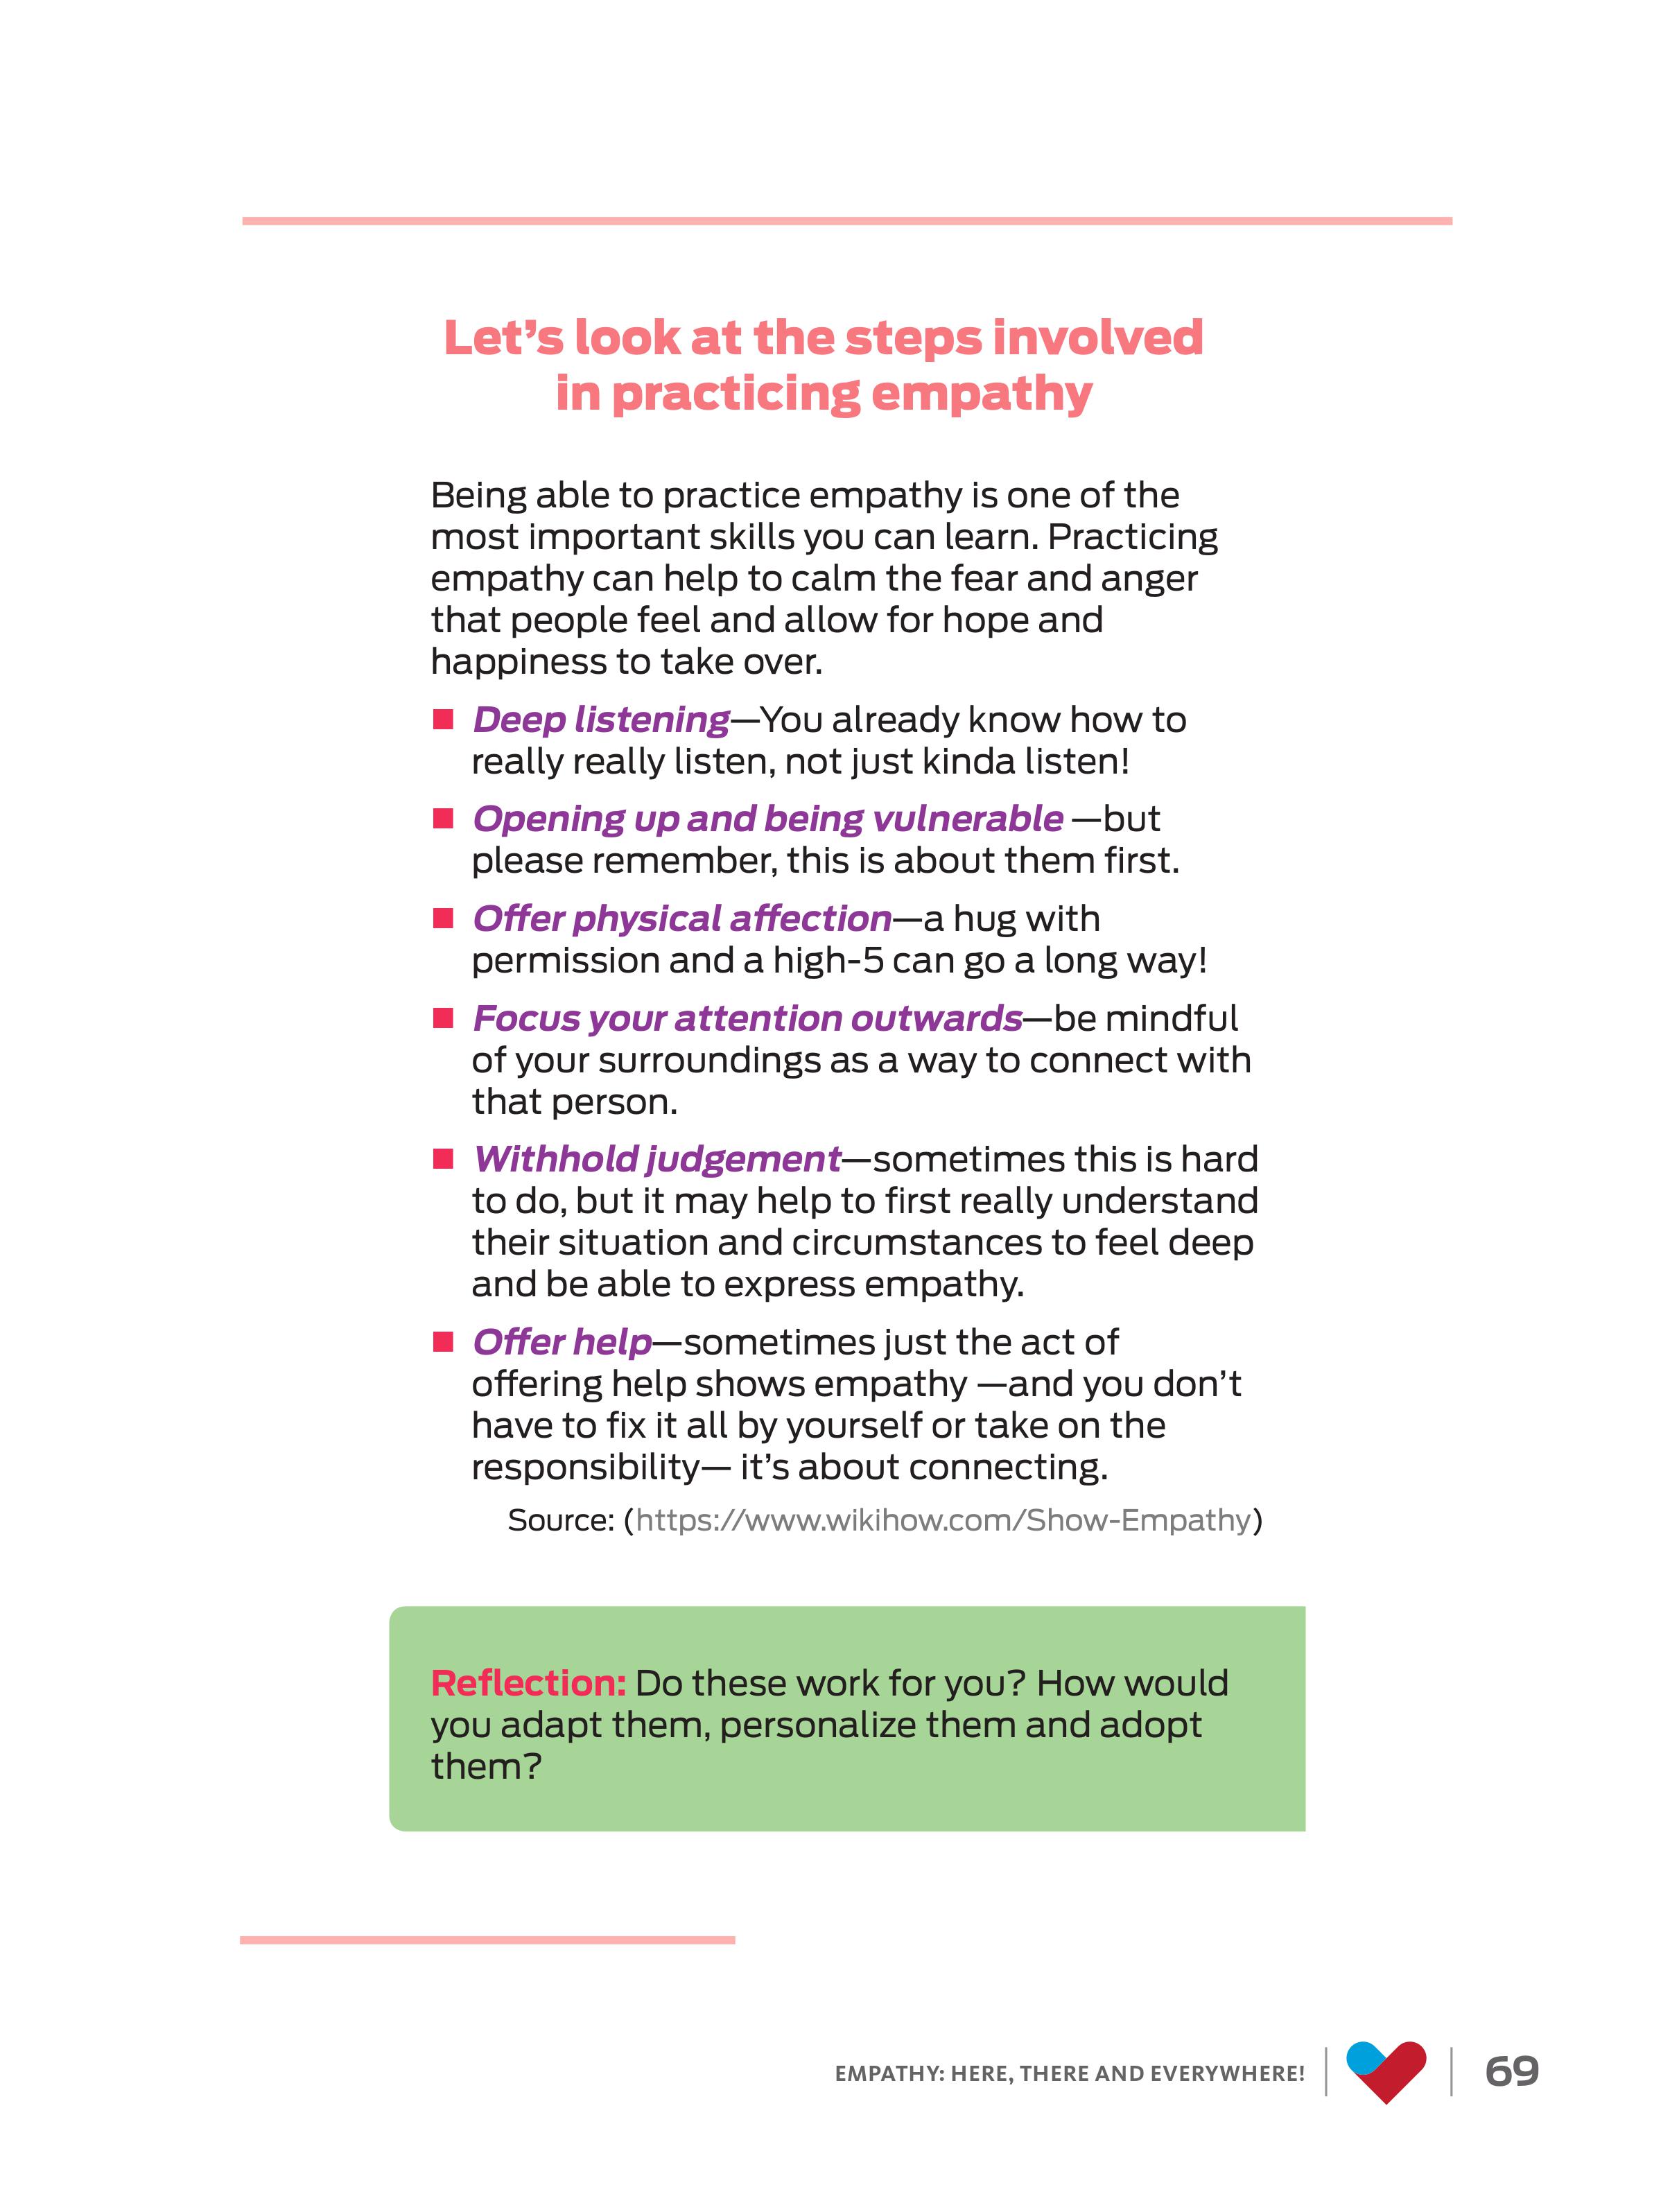 Let’s look at the steps involved
in practicing empathy
Being able to practice empathy is one of the
most important skills you can learn. Practicing
empathy can help to calm the fear and anger
that people feel and allow for hope and
happiness to take over.
■ Deep listening—You already know how to
really really listen, not just kinda listen!
■ Opening up and being vulnerable —but
please remember, this is about them first.
■ Offer physical affection—a hug with
permission and a high-5 can go a long way!
■ Focus your attention outwards—be mindful
of your surroundings as a way to connect with
that person.
■ Withhold judgement—sometimes this is hard
to do, but it may help to first really understand
their situation and circumstances to feel deep
and be able to express empathy.
■ Offer help—sometimes just the act of
offering help shows empathy —and you don’t
have to fix it all by yourself or take on the
responsibility— it’s about connecting.
Source: (https://www.wikihow.com/Show-Empathy)
Reflection: Do these work for you? How would
you adapt them, personalize them and adopt
them?
EMPATHY: HERE, THERE AND EVERYWHERE!
69